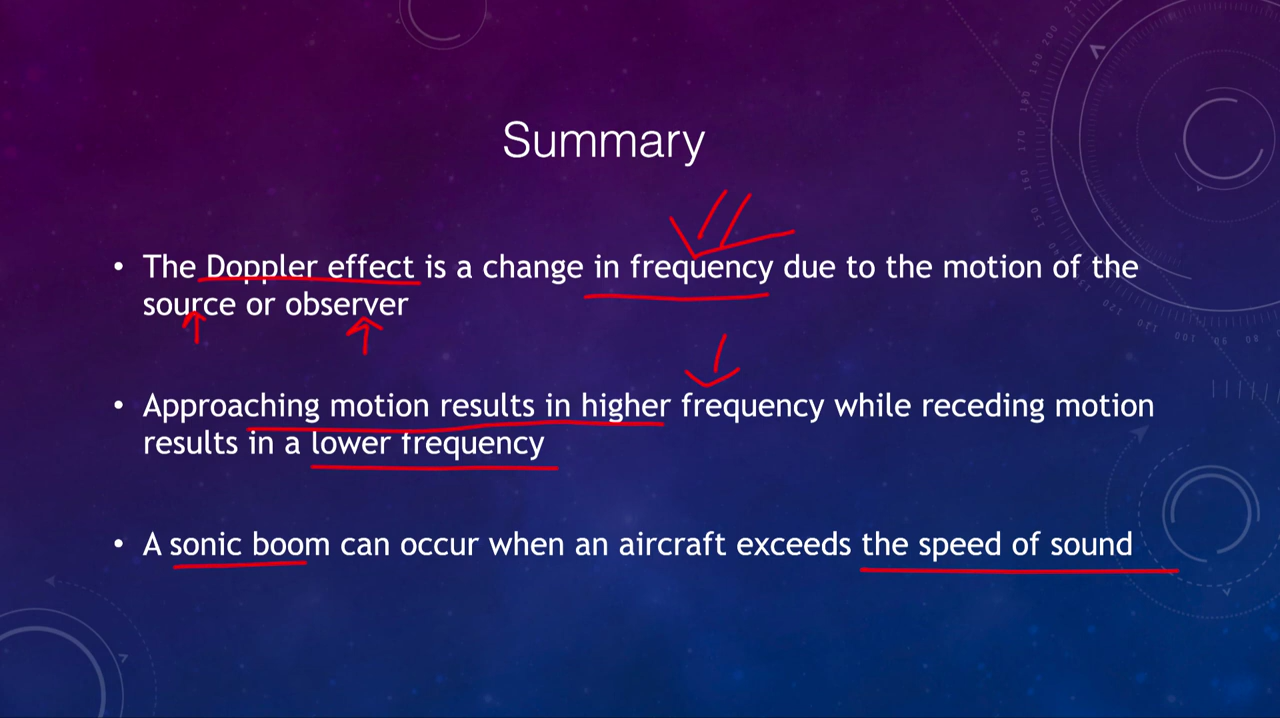 Summary
• The Doppler effect is a change in frequency due to the motion of the
source or observer
• Approaching motion results in higher frequency while receding motion
results in a lower frequency
• A sonic boom can occur when an aircraft exceeds the speed of sound